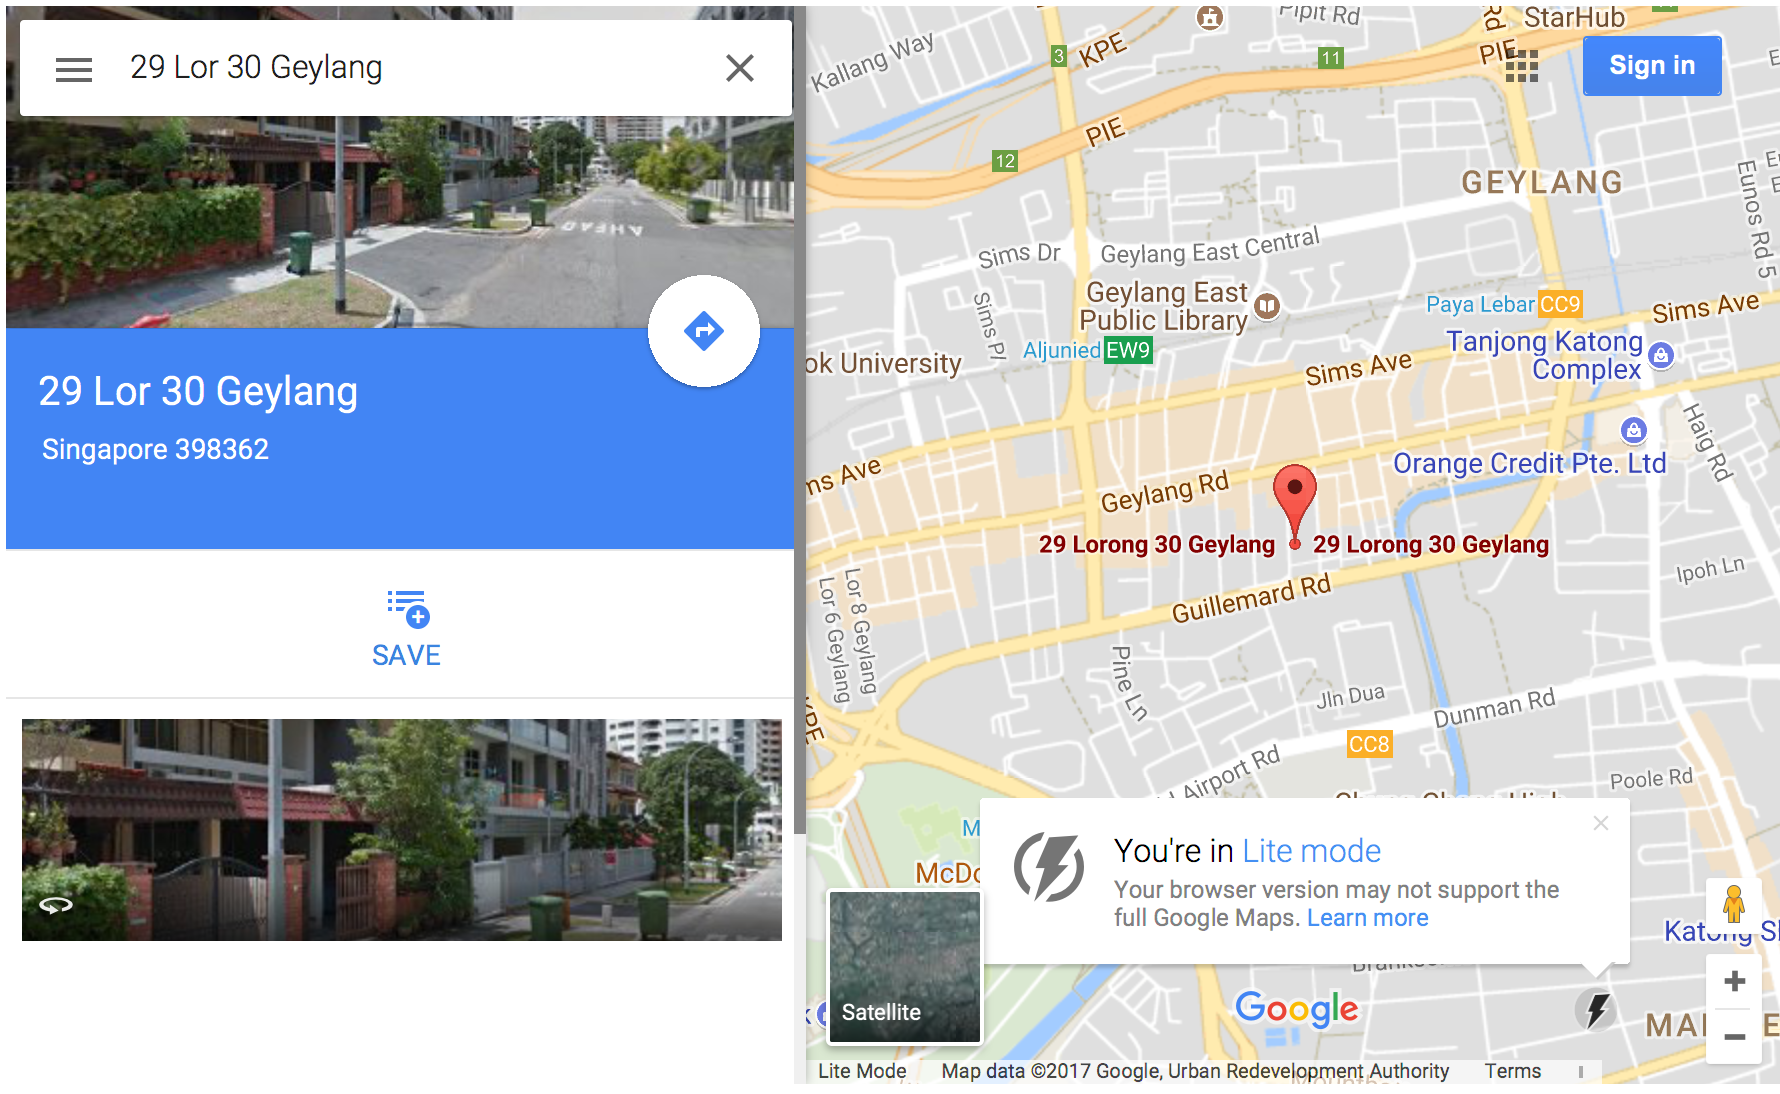 29 Lor 30 Geylang
AHEAD
29 Lor 30 Geylang
Singapore 398362
SAVE
Pipit Rd
StarHub
Kallang Way
3
KPE
11
PIE
Sign in
PIE
12
GEYLANG
Eunos Rd 5
Sims Dr
Geylang East Central
Sims Pl
Geylang East
Public Library
Paya Lebar CC9
Sims Ave
Aljunied EW9
Tanjong Katong
Complex
ok University
Sims Ave
Haig Rd
Orange Credit Pte. Ltd
ms Ave
Geylang Rd
29 Lorong 30 Geylang
29 Lorong 30 Geylang
Ipoh Ln
Guillemard Rd
Lor 8 Geylang
Lor 6 Geylang
Pine Ln
Jln Dua
Dunman Rd
KPE
CC8
Airport Rd
Poole Rd
M
McDo
You're in Lite mode
Your browser version may not support the
full Google Maps. Learn more
Katong S
Satellite
Google
MA
E
Lite Mode
Map data ©2017 Google, Urban Redevelopment Authority
Terms